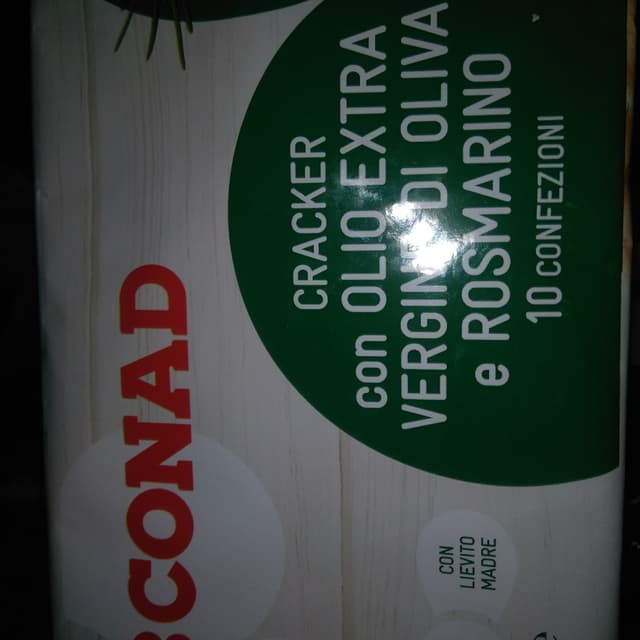 CONAD
CRACKER
con OLIO EXTRA
VERGINE DI OLIVA
e ROSMARINO
10 CONFEZIONI
CON
LIEVITO
MADRE